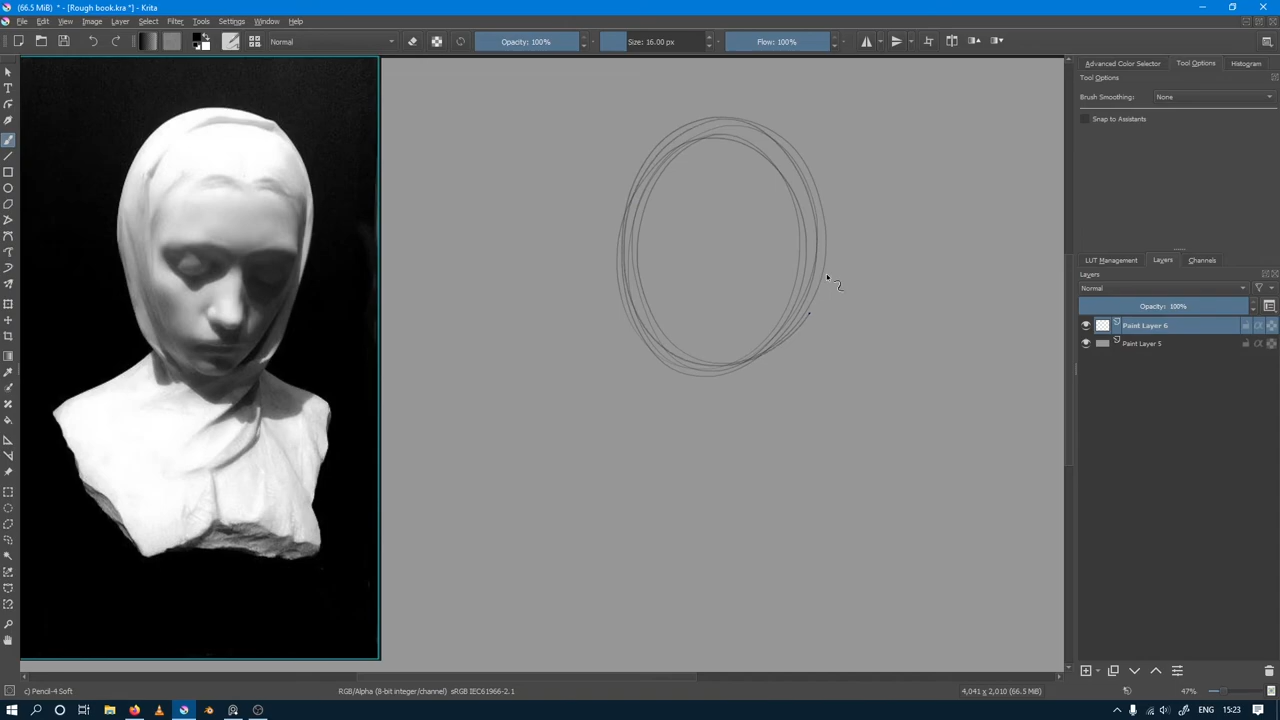 (66.5 MiB) * - [Rough book.kra *] - Krita
File Edit View Image Layer Select Filter Tools Settings Window Help
Normal
Opacity: 100%
Size: 16.00 px
Flow: 100%
Advanced Color Selector
Tool Options
Histogram
Tool Options
Brush Smoothing:
None
Snap to Assistants
LUT Management
Layers
Channels
Layers
Normal
Opacity: 100%
Paint Layer 6
Paint Layer 5
c) Pencil-4 Soft
RGB/Alpha (8-bit integer/channel) sRGB IEC61966-2.1
4,041 x 2,010 (66.5 MiB)
47%
ENG
15:23